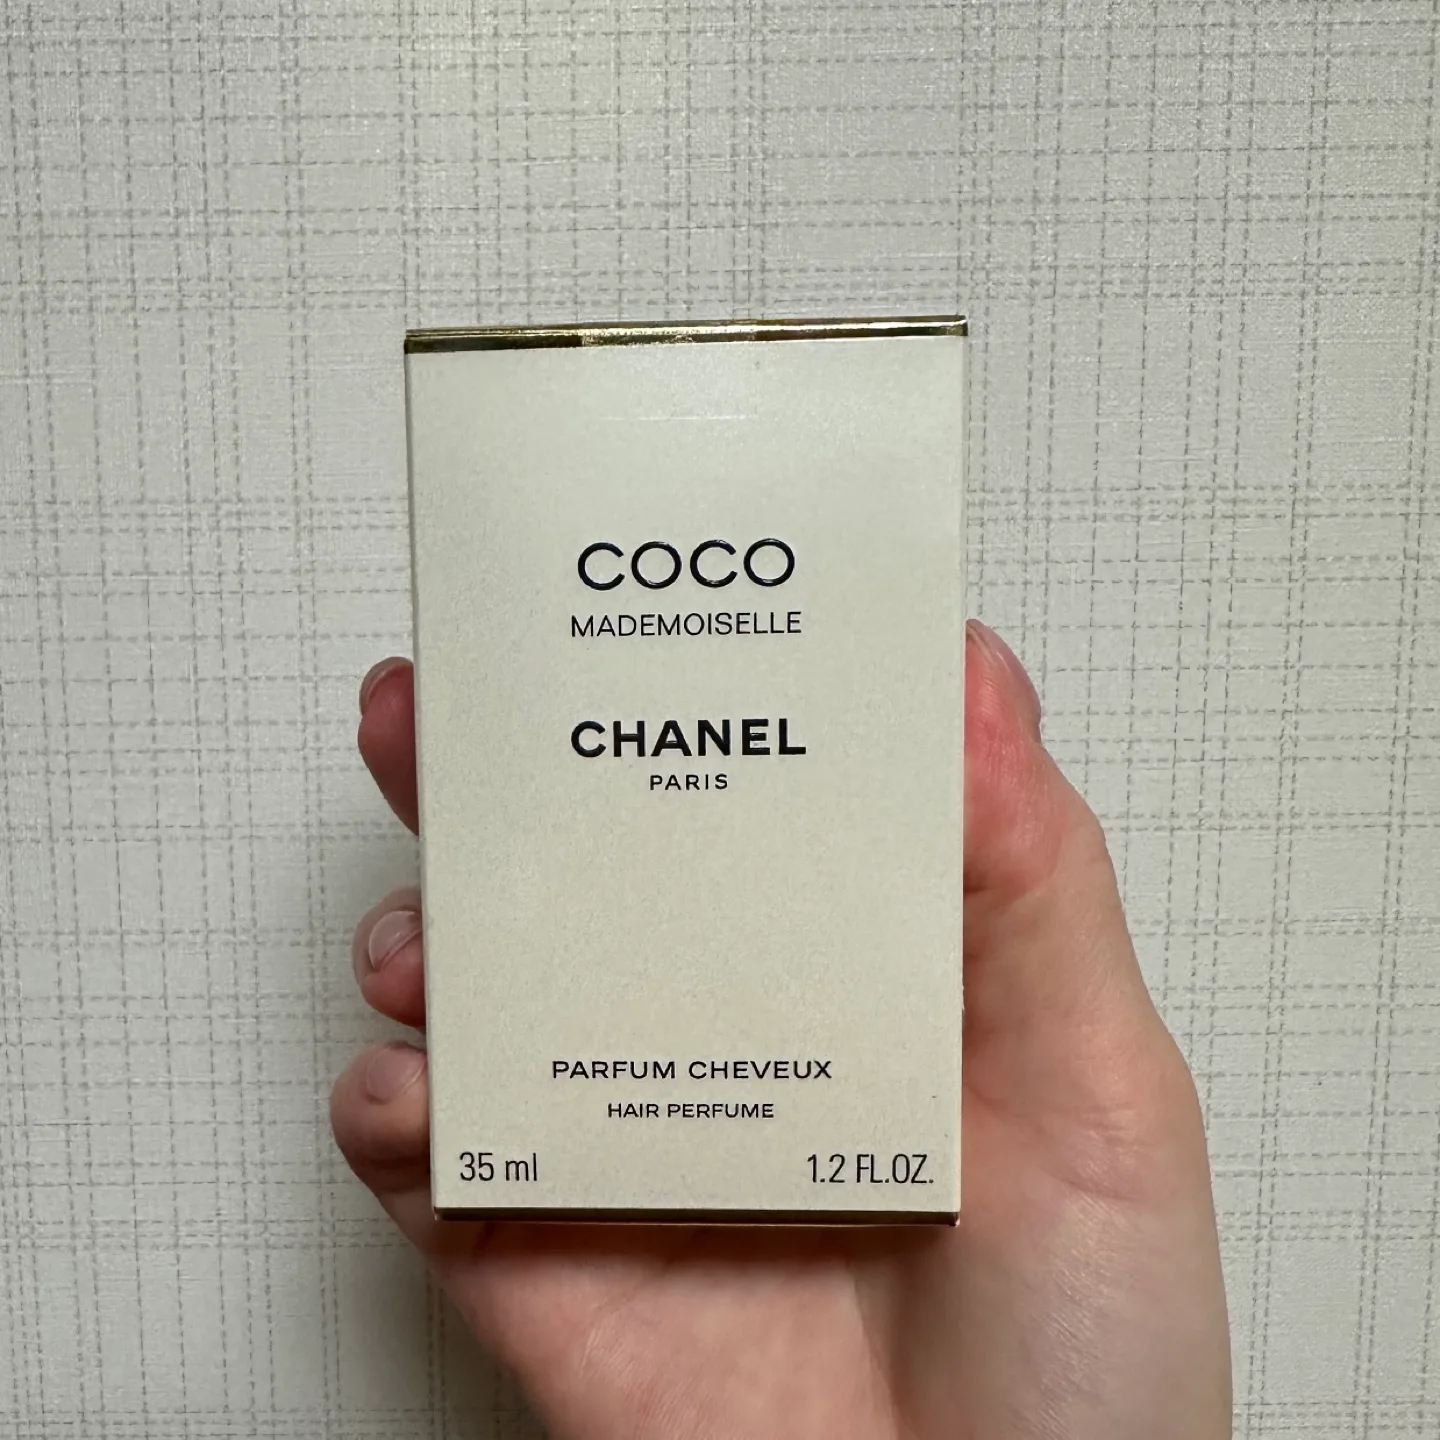 COCO
MADEMOISELLE
CHANEL
PARIS
PARFUM CHEVEUX
HAIR PERFUME
35 ml 1.2 FL.OZ.